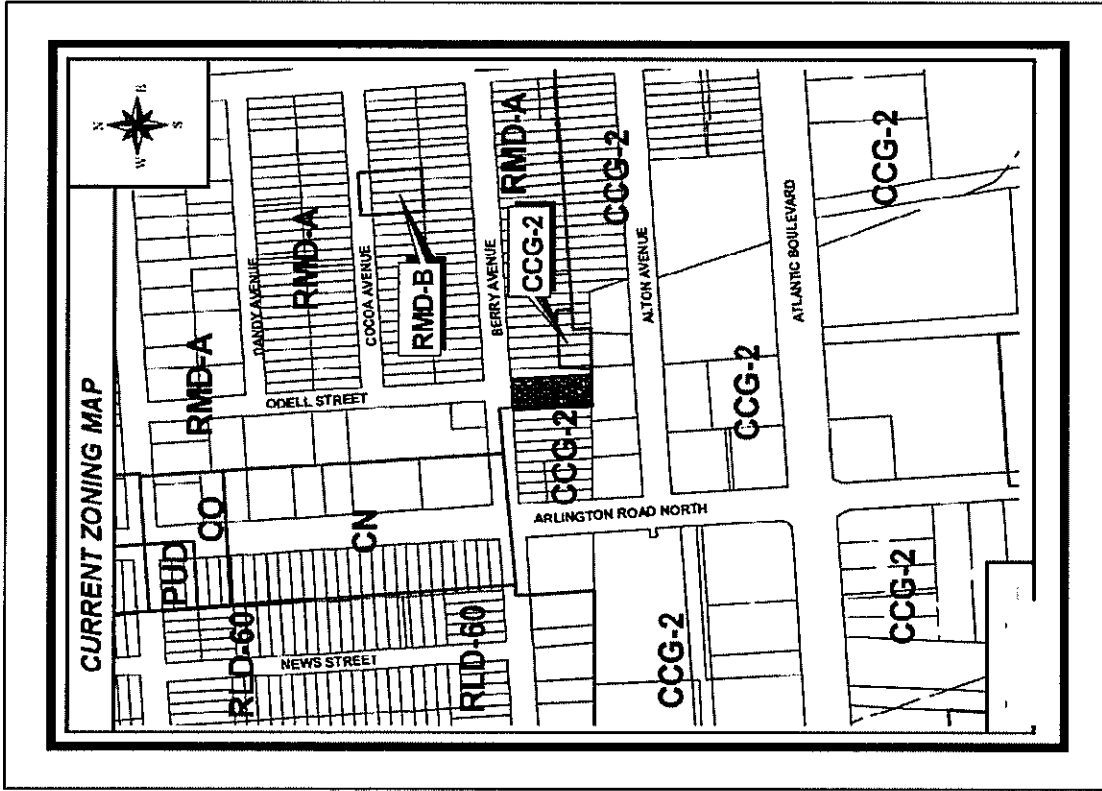 CURRENT ZONING MAP
N
W
E
S
RMD-A
DANDY AVENUE
RMD-A
COCOA AVENUE
RMD-B
ODELL STREET
BERRY AVENUE
RMD-A
CCG-2
CCG-2
ALTON AVENUE
CCG-2
ATLANTIC BOULEVARD
CCG-2
CCG-2
PUD
CO
CN
ARLINGTON ROAD NORTH
RLD-60
NEWS STREET
RLD-60
CCG-2
CCG-2